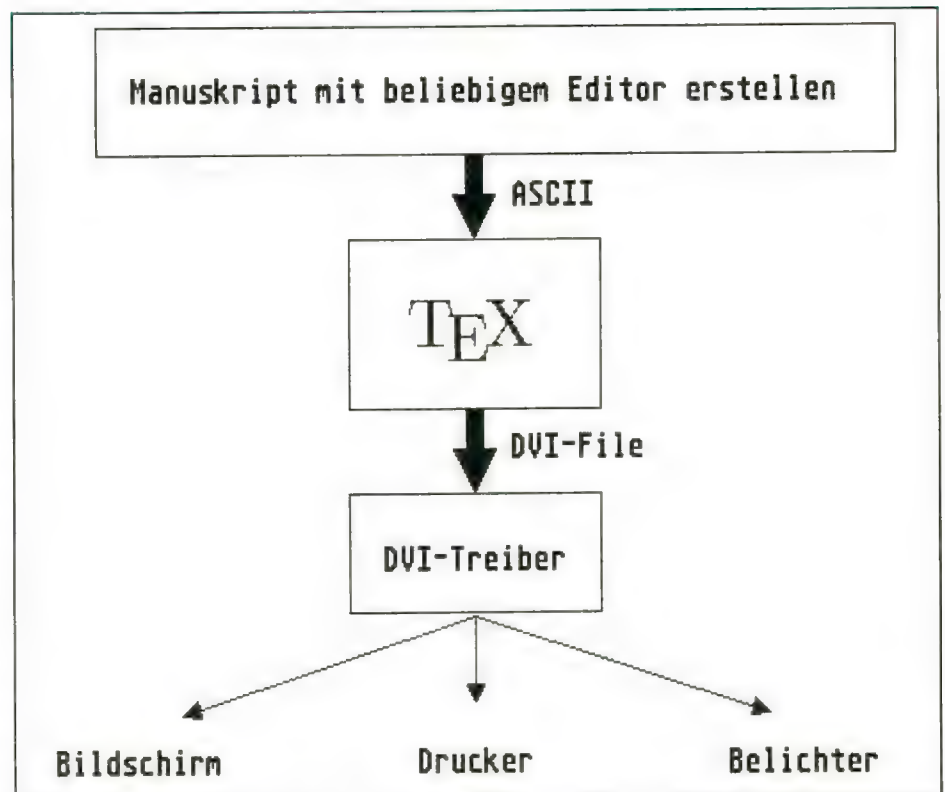 Manuskript mit beliebigem Editor erstellen
ASCII
TEX
DVI-File
DVI-Treiber
Bildschirm Drucker Belichter